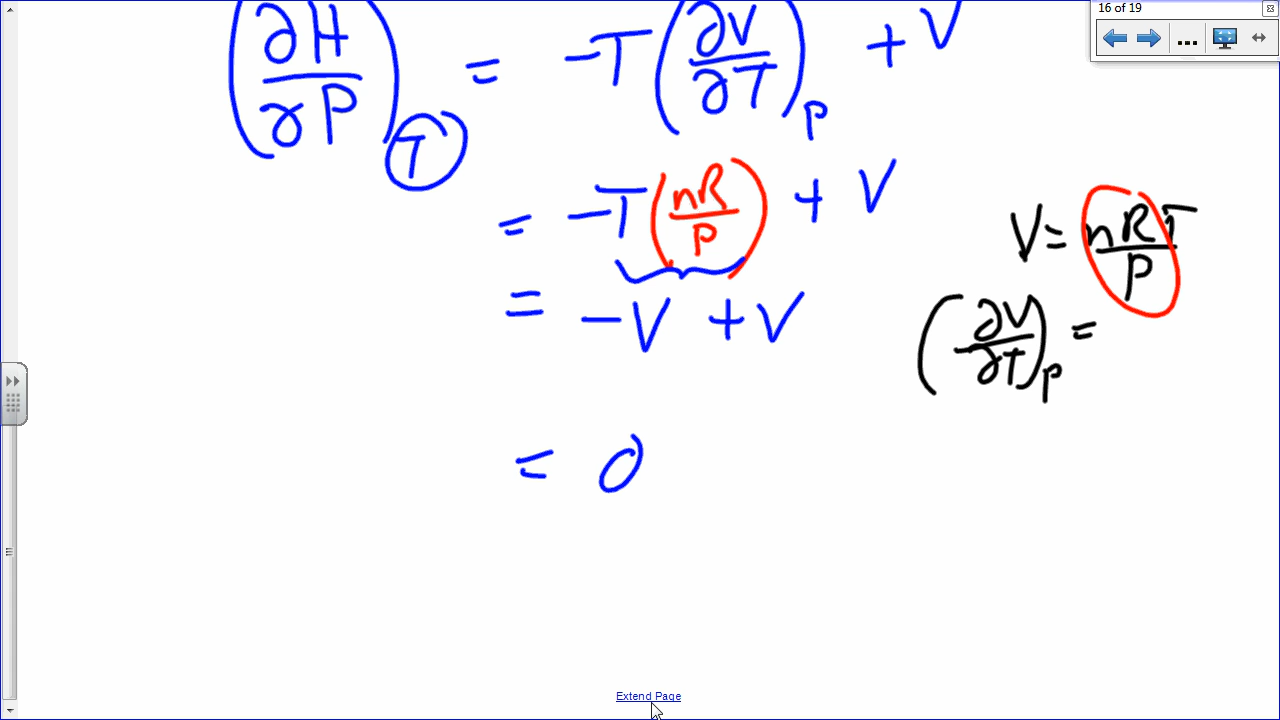 16 of 19
(∂H/∂P)_T = -T(∂V/∂T)_P + V
= -T(nR/P) + V
V = nRT/P
= -V + V
(∂V/∂T)_P =
= 0
Extend Page